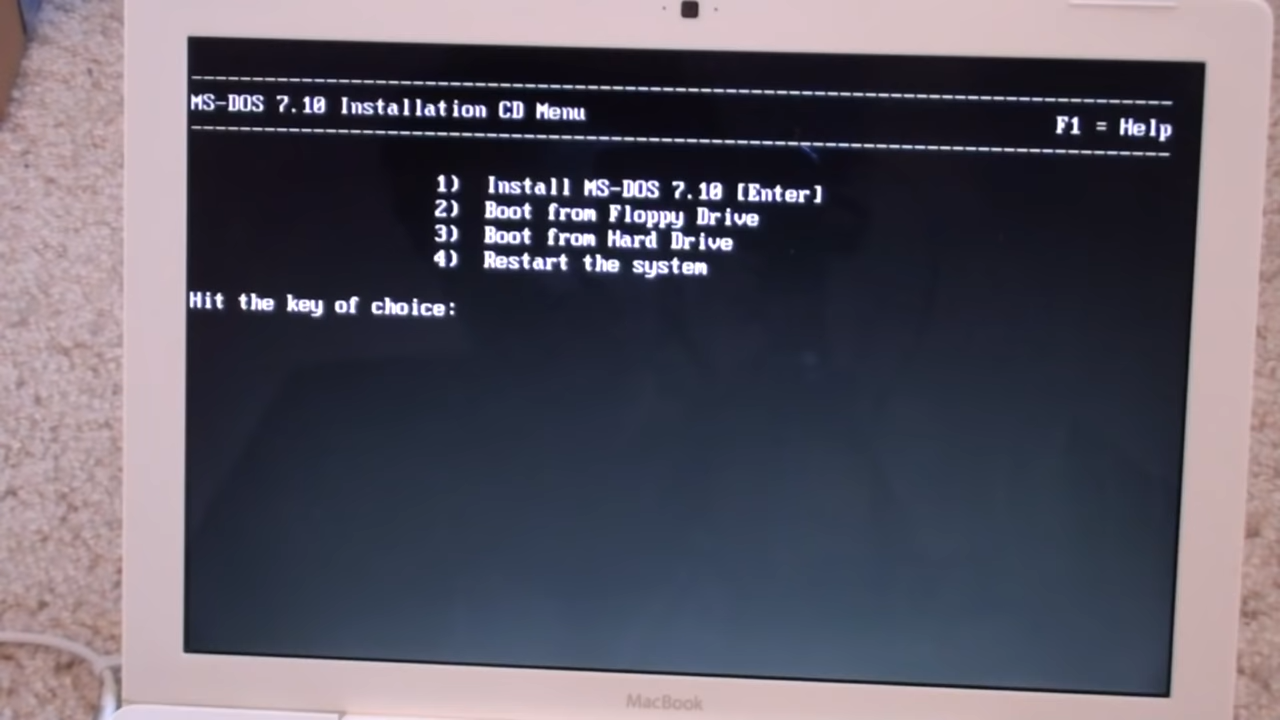 MS-DOS 7.10 Installation CD Menu
F1 = Help
1) Install MS-DOS 7.10 [Enter]
2) Boot from Floppy Drive
3) Boot from Hard Drive
4) Restart the system
Hit the key of choice:
MacBook